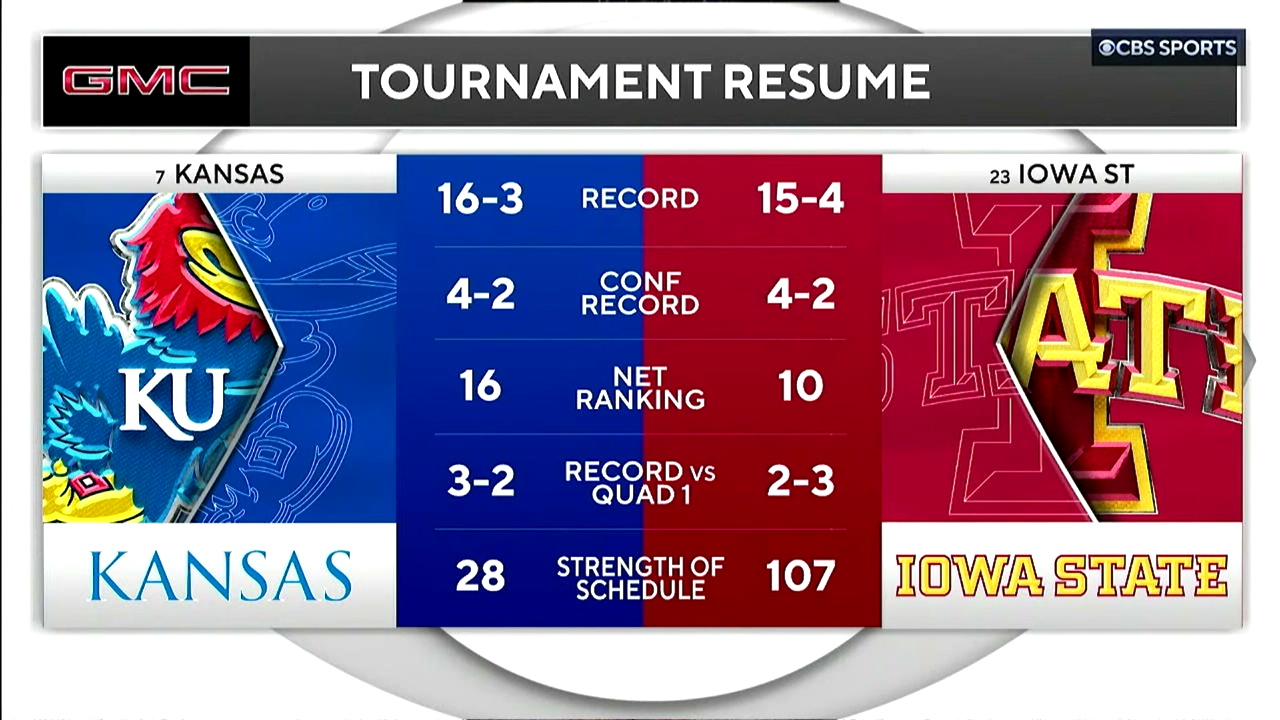 CBS SPORTS
GMC
TOURNAMENT RESUME
7 KANSAS
23 IOWA ST
16-3 RECORD 15-4
4-2 CONF RECORD 4-2
16 NET RANKING 10
3-2 RECORD VS QUAD 1 2-3
28 STRENGTH OF SCHEDULE 107
KU
KANSAS
IOWA STATE